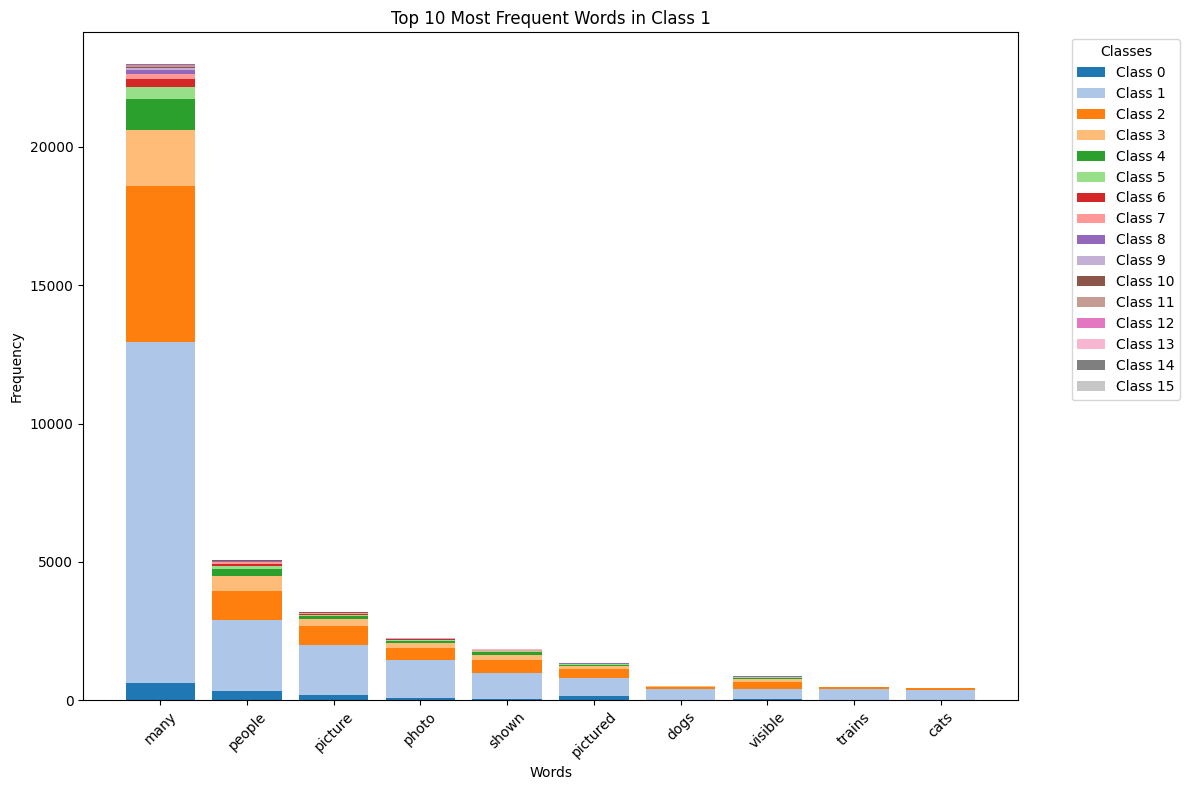 Top 10 Most Frequent Words in Class 1
Classes
Class 0
Class 1
Class 2
Class 3
Class 4
Class 5
Class 6
Class 7
Class 8
Class 9
Class 10
Class 11
Class 12
Class 13
Class 14
Class 15
Frequency
20000
15000
10000
5000
0
many
people
picture
photo
shown
pictured
dogs
visible
trains
cats
Words